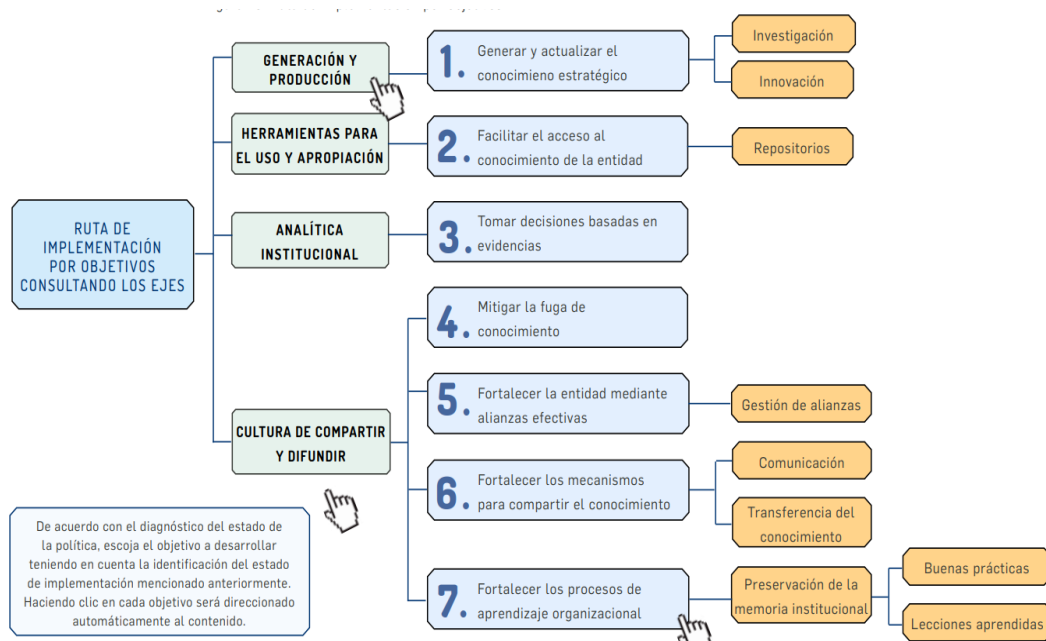 RUTA DE
IMPLEMENTACIÓN
POR OBJETIVOS
CONSULTANDO LOS EJES
GENERACIÓN Y
PRODUCCIÓN
1.
Generar y actualizar el
conocimieno estratégico
Investigación
Innovación
HERRAMIENTAS PARA
EL USO Y APROPIACIÓN
2.
Facilitar el acceso al
conocimiento de la entidad
Repositorios
ANALÍTICA
INSTITUCIONAL
3.
Tomar decisiones basadas en
evidencias
CULTURA DE COMPARTIR
Y DIFUNDIR
4.
Mitigar la fuga de
conocimiento
5.
Fortalecer la entidad mediante
alianzas efectivas
Gestión de alianzas
6.
Fortalecer los mecanismos
para compartir el conocimiento
Comunicación
Transferencia del
conocimiento
7.
Fortalecer los procesos de
aprendizaje organizacional
Preservación de la
memoria institucional
Buenas prácticas
Lecciones aprendidas
De acuerdo con el diagnóstico del estado de
la política, escoja el objetivo a desarrollar
teniendo en cuenta la identificación del estado
de implementación mencionado anteriormente.
Haciendo clic en cada objetivo será direccionado
automáticamente al contenido.